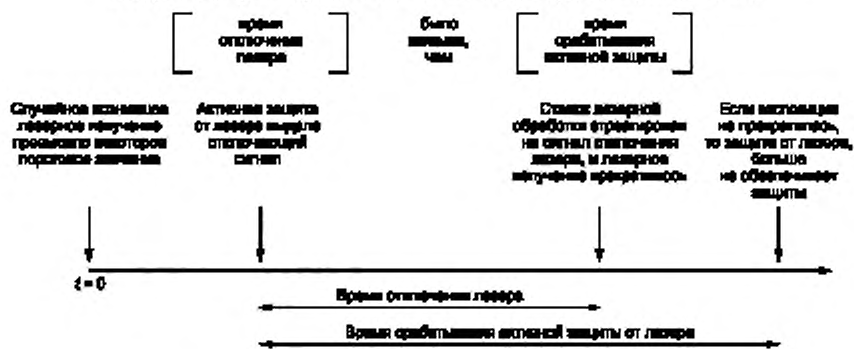 время отключения лазера
было меньше, чем
время срабатывания активной защиты
Случайное возникшее
лазерное излучение
превысило некоторое
пороговое значение
Активная защита
от лазера выдала
отключающий
сигнал
Станок лазерной
обработки отреагировал
на сигнал отключения
лазера, и лазерное
излучение прекратилось
Если экспозиция
не прекратилась,
то защита от лазера,
больше
не обеспечивает
защиты
t = 0
Время отключения лазера
Время срабатывания активной защиты от лазера